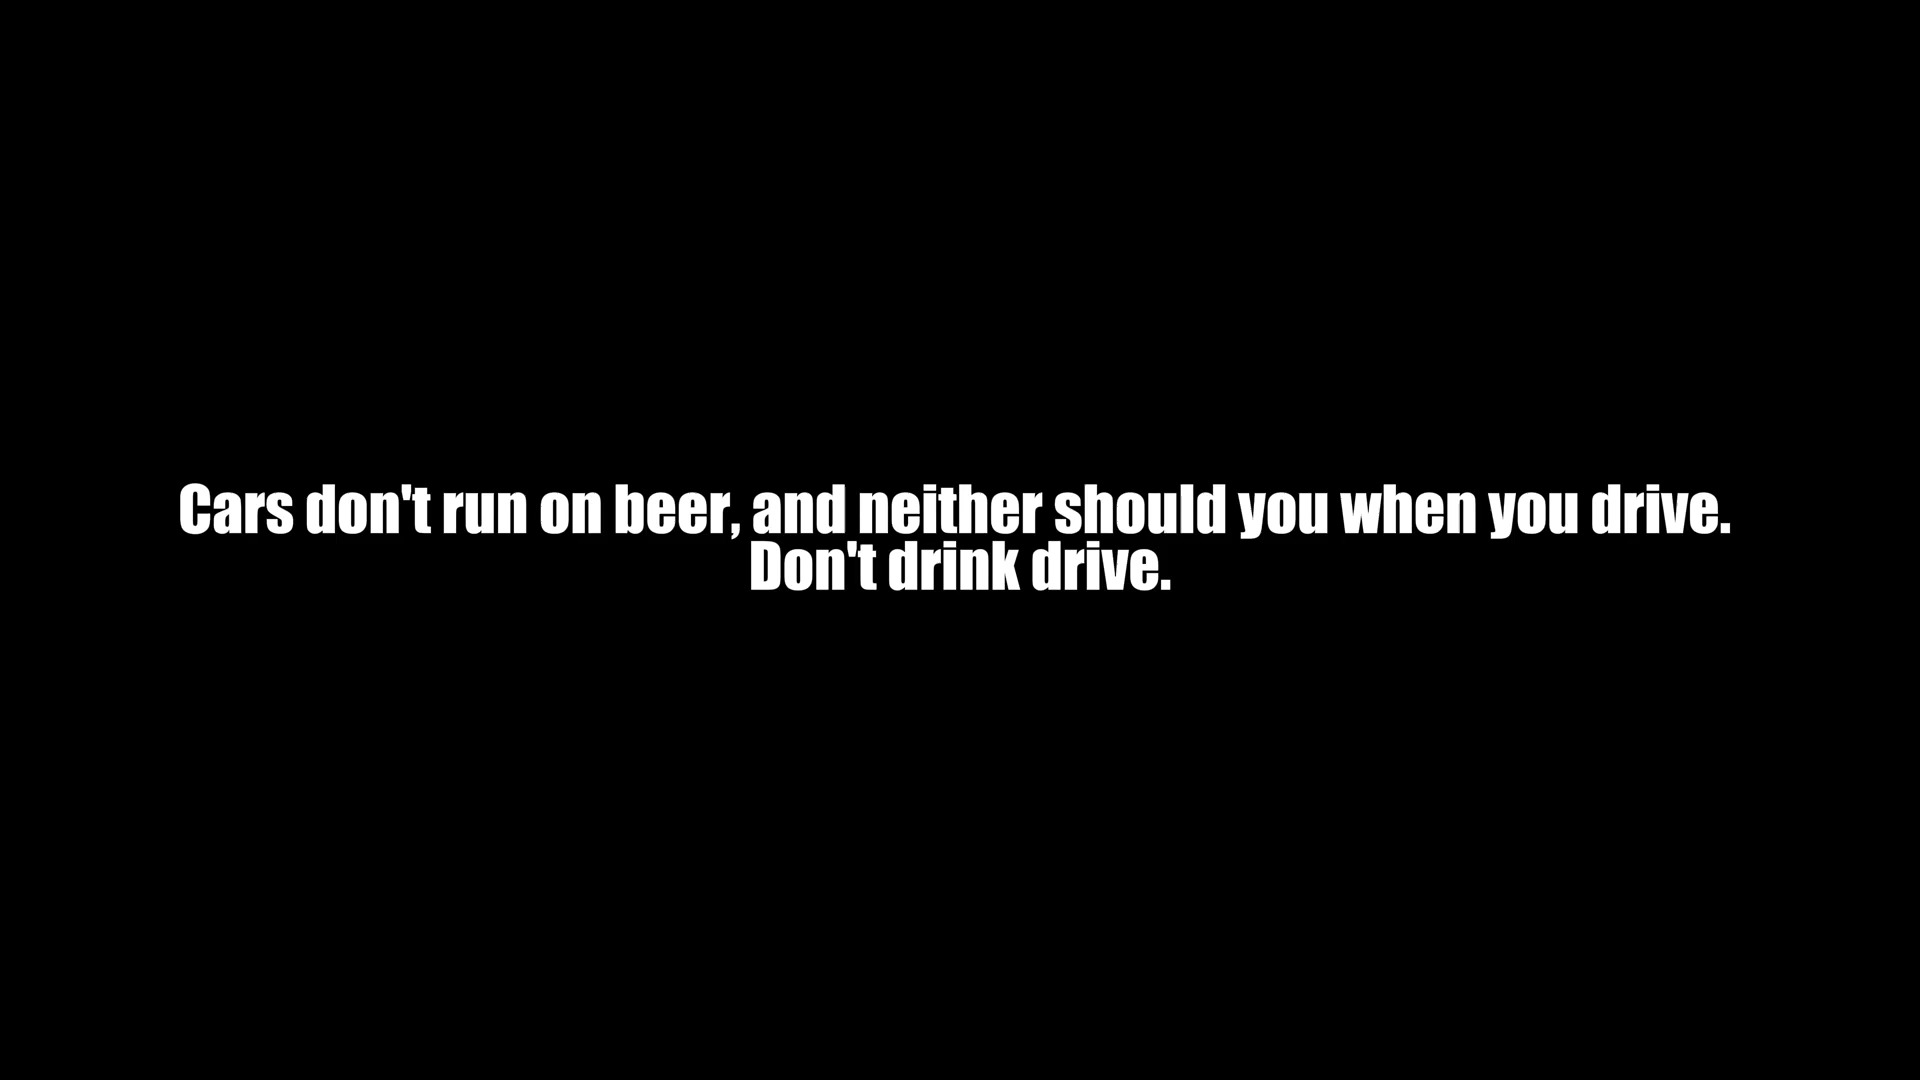 Cars don't run on beer, and neither should you when you drive.
Don't drink drive.